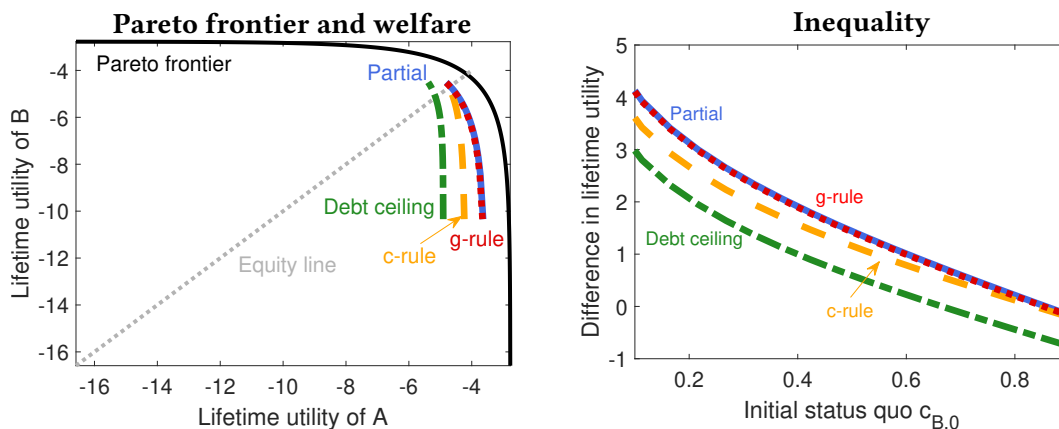 Pareto frontier and welfare
Pareto frontier
Partial
Debt ceiling
g-rule
c-rule
Equity line
-4
-6
-8
-10
-12
-14
-16
-16
-14
-12
-10
-8
-6
-4
Lifetime utility of B
Lifetime utility of A
Inequality
Partial
g-rule
Debt ceiling
c-rule
5
4
3
2
1
0
-1
0.2
0.4
0.6
0.8
Difference in lifetime utility
Initial status quo c_{B,0}